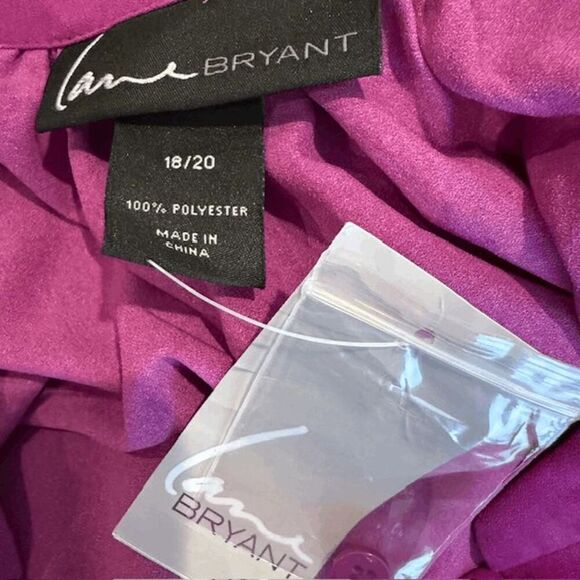 Lane BRYANT
18/20
100% POLYESTER
MADE IN
CHINA
Lane
BRYANT